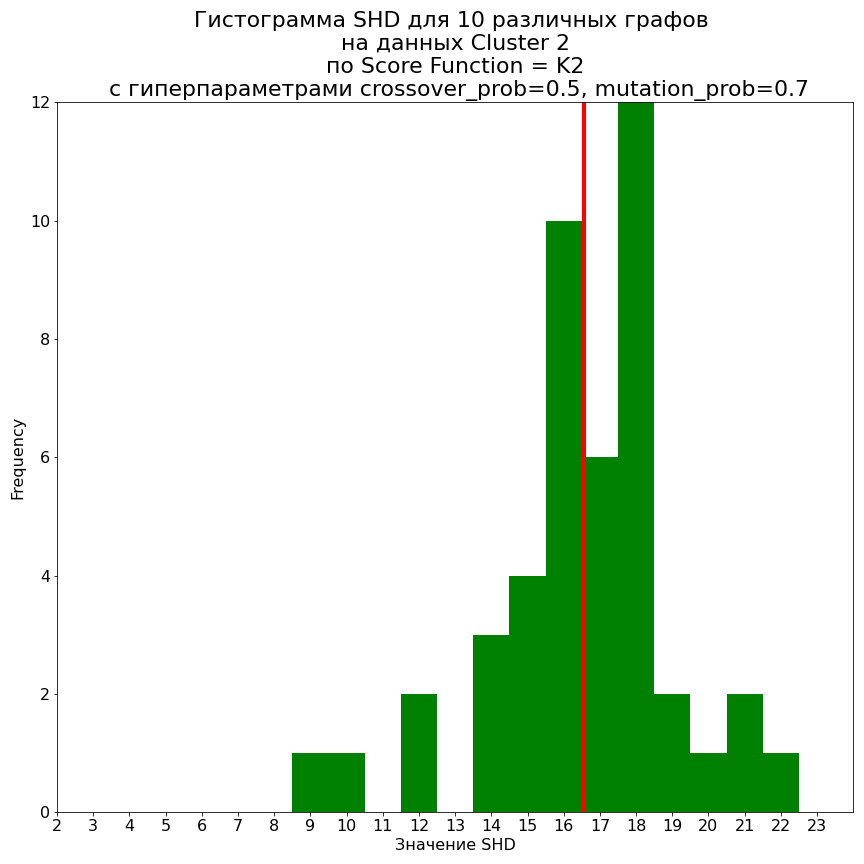 Гистограмма SHD для 10 различных графов
на данных Cluster 2
по Score Function = K2
с гиперпараметрами crossover_prob=0.5, mutation_prob=0.7
12
10
8
6
4
2
0
Frequency
2 3 4 5 6 7 8 9 10 11 12 13 14 15 16 17 18 19 20 21 22 23
Значение SHD